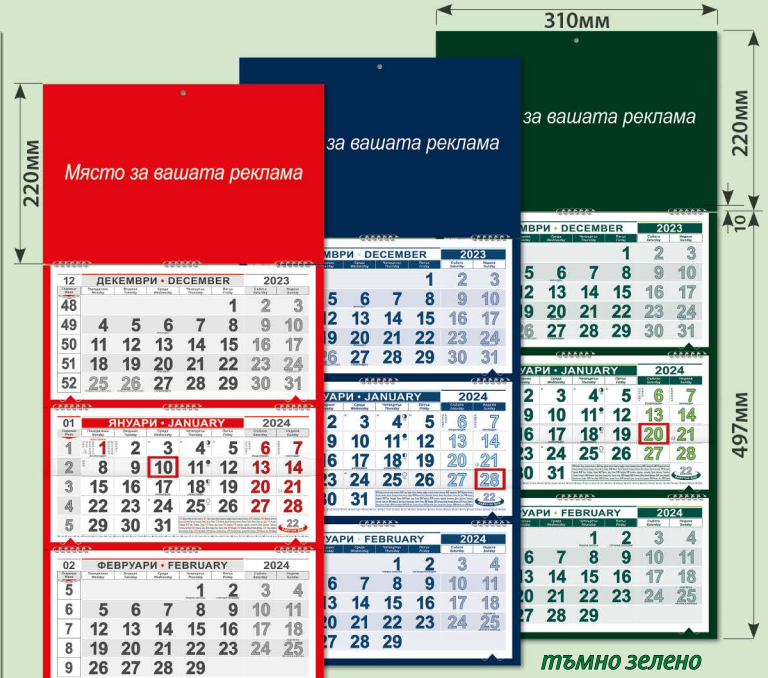 310мм
220мм
Място за вашата реклама
за вашата реклама
за вашата реклама
220мм
10
497мм
12 ДЕКЕМВРИ • DECEMBER 2023
48 1 2 3
49 4 5 6 7 8 9 10
50 11 12 13 14 15 16 17
51 18 19 20 21 22 23 24
52 25 26 27 28 29 30 31
01 ЯНУАРИ • JANUARY 2024
1 1 2 3 4 5 6 7
2 8 9 10 11 12 13 14
3 15 16 17 18 19 20 21
4 22 23 24 25 26 27 28
5 29 30 31 22
02 ФЕВРУАРИ • FEBRUARY 2024
5 1 2 3 4
6 5 6 7 8 9 10 11
7 12 13 14 15 16 17 18
8 19 20 21 22 23 24 25
9 26 27 28 29
МВРИ • DECEMBER 2023
1 2 3
5 6 7 8 9 10
12 13 14 15 16 17
19 20 21 22 23 24
26 27 28 29 30 31
УАРИ • JANUARY 2024
2 3 4 5 6 7
9 10 11 12 13 14
16 17 18 19 20 21
23 24 25 26 27 28
30 31 22
УАРИ • FEBRUARY 2024
1 2 3 4
6 7 8 9 10 11
13 14 15 16 17 18
20 21 22 23 24 25
27 28 29
МВРИ • DECEMBER 2023
1 2 3
5 6 7 8 9 10
12 13 14 15 16 17
19 20 21 22 23 24
26 27 28 29 30 31
УАРИ • JANUARY 2024
2 3 4 5 6 7
9 10 11 12 13 14
16 17 18 19 20 21
23 24 25 26 27 28
30 31 22
УАРИ • FEBRUARY 2024
1 2 3 4
6 7 8 9 10 11
13 14 15 16 17 18
20 21 22 23 24 25
27 28 29
тъмно зелено